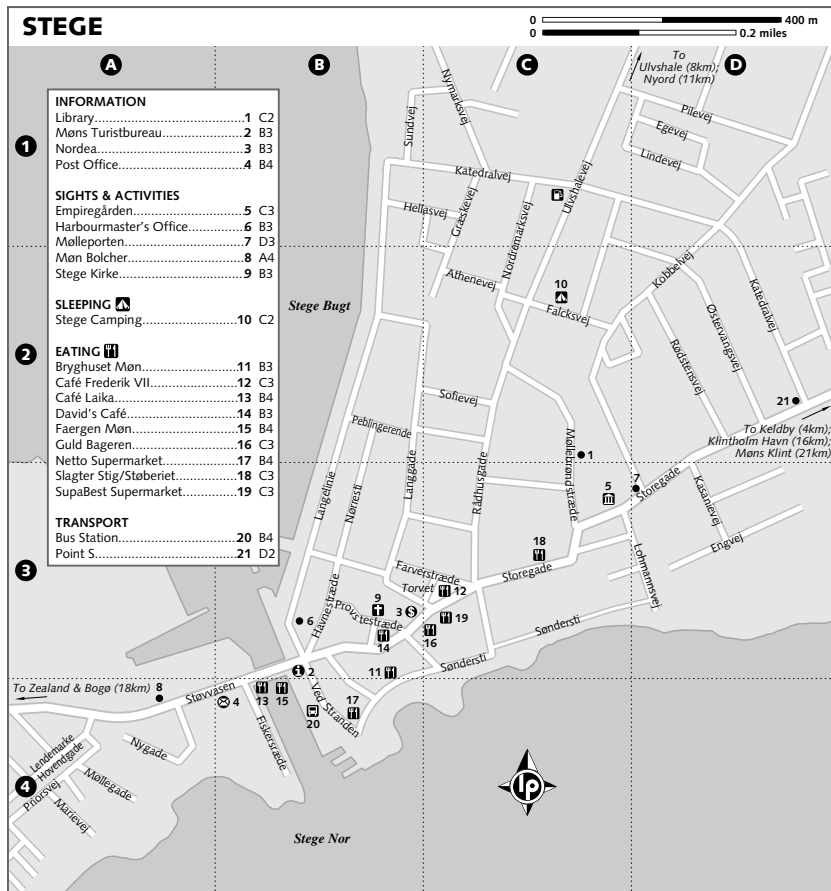 STEGE
0 400 m
0 0.2 miles
A
B
C
D
To
Ulvshale (8km);
Nyord (11km)
INFORMATION
Library 1 C2
Møns Turistbureau 2 B3
Nordea 3 B3
Post Office 4 B4
SIGHTS & ACTIVITIES
Empiregården 5 C3
Harbourmaster's Office 6 B3
Mølleporten 7 D3
Møn Bolcher 8 A4
Stege Kirke 9 B3
SLEEPING
Stege Camping 10 C2
EATING
Bryghuset Møn 11 B3
Café Frederik VII 12 C3
Café Laika 13 B4
David's Café 14 B3
Faergen Møn 15 B4
Guld Bageren 16 C3
Netto Supermarket 17 B4
Slagter Stig/Støberiet 18 C3
SupaBest Supermarket 19 C3
TRANSPORT
Bus Station 20 B4
Point S 21 D2
1
2
3
4
Nymarksvej
Sundvej
Pilevej
Egevej
Lindevej
Katedralvej
Ulvshalevej
Hellasvej
Græskevej
Nordremarksvej
Athenevej
Kobbelvej
10
Falcksvej
Katedralvej
Østervangsvej
Rødstensvej
Stege Bugt
Sofievej
21
To Keldby (4km);
Klintholm Havn (16km);
Møns Klint (21km)
Peblingerende
Møllebrøndstræde
1
Langelinie
Nørresti
Langgade
Rådhusgade
5
7
Storegade
Kasanievej
Engvej
Lohmannsvej
18
Storegade
Farverstræde
Torvet
12
9
Provstestræde
3
19
Havnestræde
6
14
16
Søndersti
Søndersti
11
2
To Zealand & Bogø (18km)
8
Støvvasen
4
13
15
20
17
Ved Stranden
Fiskerstræde
Lendemarke
Hovendgade
Nygade
Priorsvej
Møllegade
Marievej
lp
Stege Nor